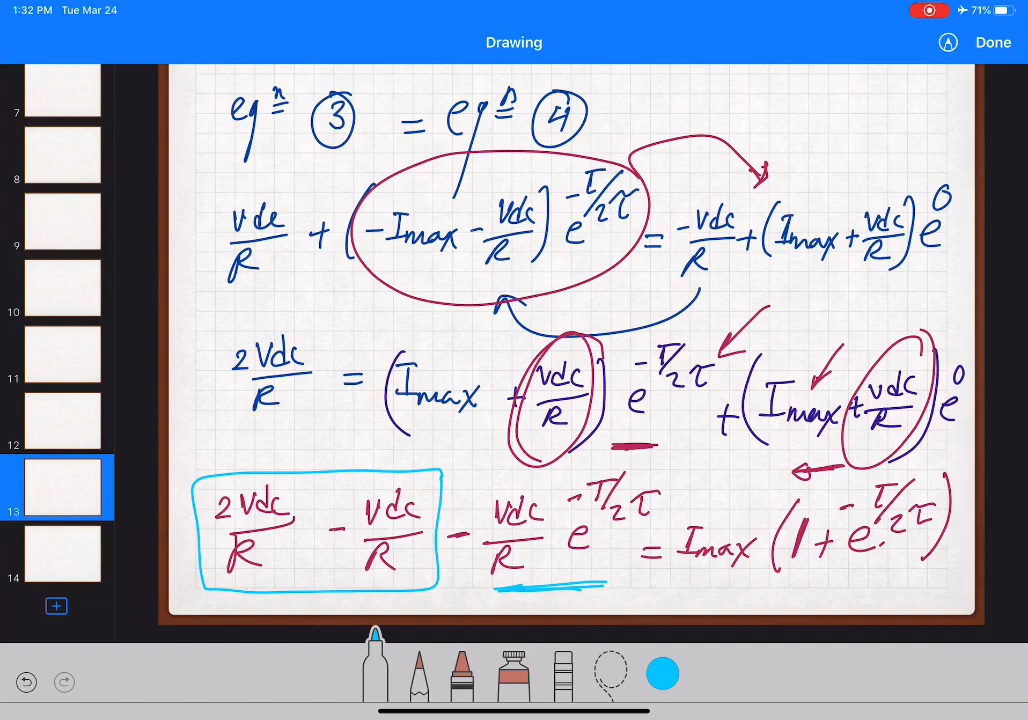 1:32 PM Tue Mar 24
71%
Drawing
Done
7
8
9
10
11
12
13
14
eqⁿ ③ = eqⁿ ④
Vdc/R + (-Imax - Vdc/R) e^(-T/2τ) = -Vdc/R + (Imax + Vdc/R) e^0
2Vdc/R = (Imax + Vdc/R) e^(-T/2τ) + (Imax + Vdc/R) e^0
2Vdc/R - Vdc/R - Vdc/R e^(-T/2τ) = Imax (1 + e^(-T/2τ))